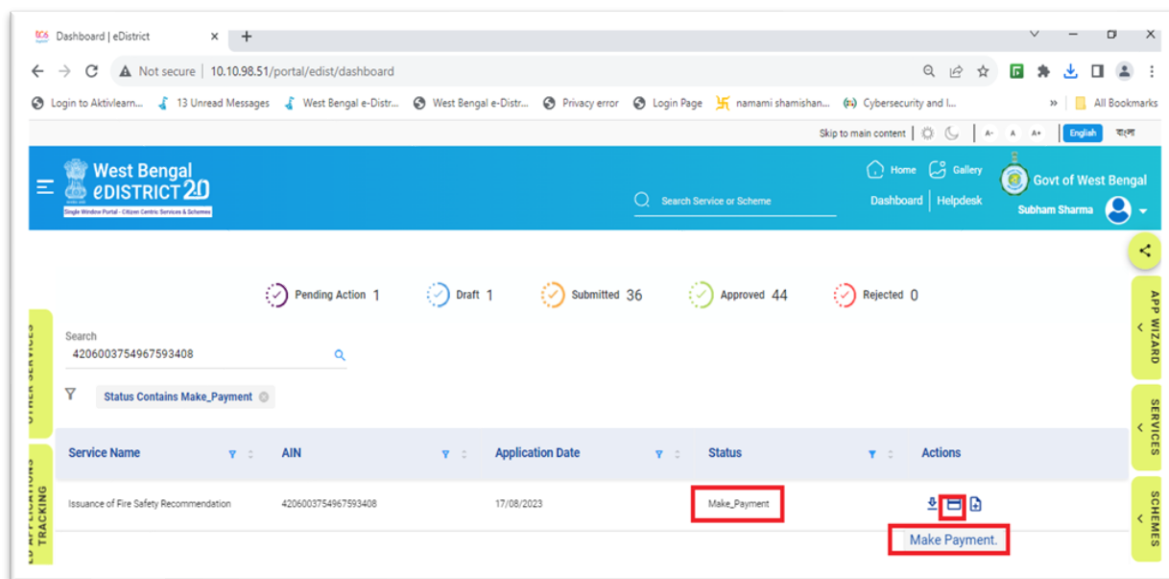 Dashboard | eDistrict
Not secure | 10.10.98.51/portal/edist/dashboard
Login to Aktivlearn... 13 Unread Messages West Bengal e-Distr... West Bengal e-Distr... Privacy error Login Page namami shamishan... Cybersecurity and I... » All Bookmarks
Skip to main content A- A A+ English বাংলা
West Bengal
eDISTRICT 2.0
Single Window Portal - Citizen Centric Services & Schemes
Search Service or Scheme
Home Gallery
Dashboard Helpdesk
Govt of West Bengal
Subham Sharma
Pending Action 1 Draft 1 Submitted 36 Approved 44 Rejected 0
Search
4206003754967593408
Status Contains Make_Payment
Service Name AIN Application Date Status Actions
Issuance of Fire Safety Recommendation 4206003754967593408 17/08/2023 Make_Payment
Make Payment.
TRACKING
APP WIZARD
SERVICES
SCHEMES